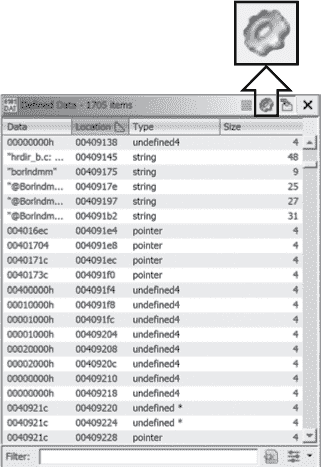 Defined Data - 1705 items
Data Location Type Size
00000000h 00409138 undefined4 4
"hrdir_b.c: ... 00409145 string 48
"borlndmm" 00409175 string 9
"@Borlndm... 0040917e string 25
"@Borlndm... 00409197 string 27
"@Borlndm... 004091b2 string 31
004016ec 004091e4 pointer 4
00401704 004091e8 pointer 4
0040171c 004091ec pointer 4
0040173c 004091f0 pointer 4
00400000h 004091f4 undefined4 4
00010000h 004091f8 undefined4 4
00001000h 004091fc undefined4 4
00001000h 00409204 undefined4 4
00020000h 00409208 undefined4 4
00002000h 0040920c undefined4 4
00000000h 00409210 undefined4 4
00000000h 00409218 undefined4 4
0040921c 00409220 undefined * 4
0040921c 00409224 undefined * 4
0040921c 00409228 pointer 4
Filter: